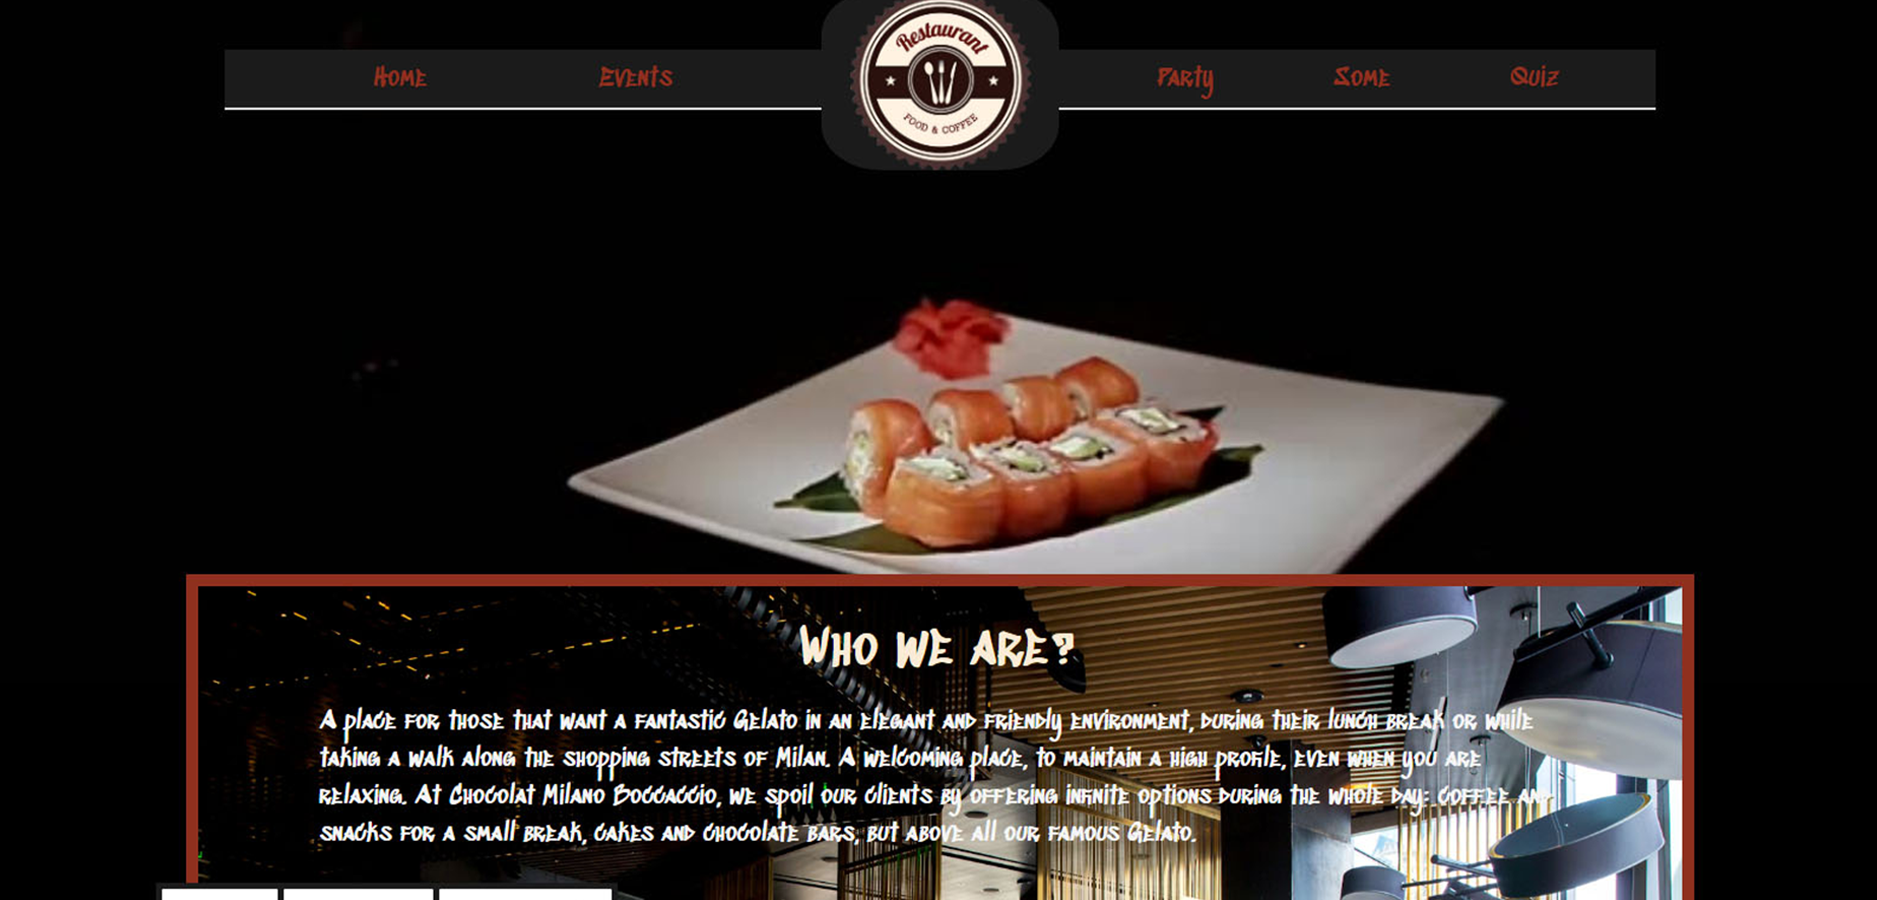 Home Events Party Some Quiz
Restaurant
FOOD & COFFEE
WHO WE ARE?
A place for those that want a fantastic Gelato in an elegant and friendly environment, during their lunch break or while
taking a walk along the shopping streets of Milan. A welcoming place, to maintain a high profile, even when you are
relaxing. At Chocolat Milano Boccaccio, we spoil our clients by offering infinite options during the whole day: coffee and
snacks for a small break, cakes and chocolate bars, but above all our famous Gelato.